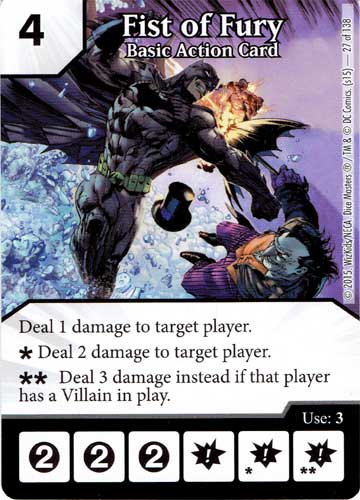 4
Fist of Fury
Basic Action Card
© 2015 WizKids/NECA. Dice Masters ® / TM & © DC Comics. (s15) — 27 of 138
Deal 1 damage to target player.
* Deal 2 damage to target player.
** Deal 3 damage instead if that player
has a Villain in play.
Use: 3
2 2 2 ! ! * ! **